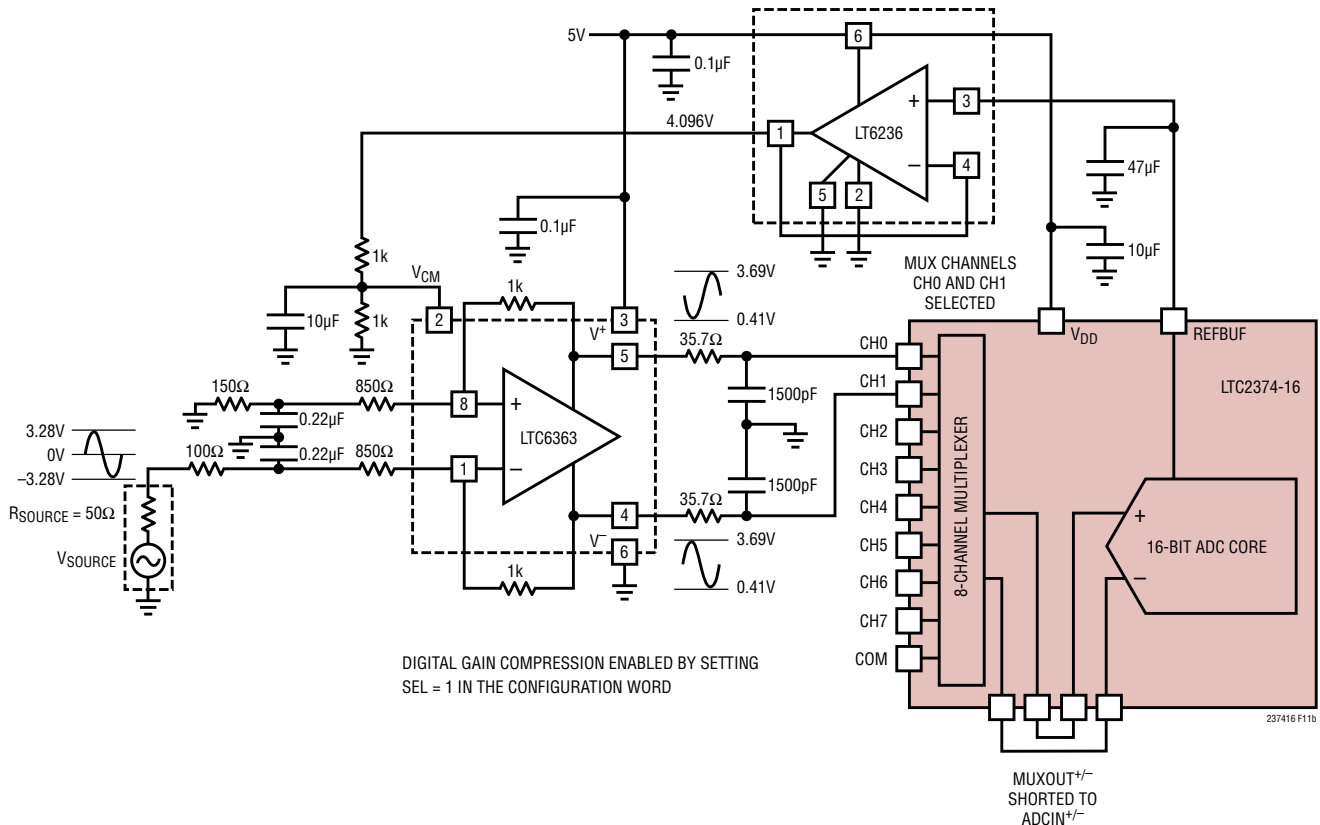 5V
6
0.1µF
+
3
LT6236
4.096V
1
−
4
47µF
5
2
0.1µF
10µF
1k
MUX CHANNELS
CH0 AND CH1
SELECTED
VCM
1k
3.69V
0.41V
10µF
1k
2
3
V+
35.7Ω
VDD
REFBUF
5
CH0
LTC2374-16
150Ω
850Ω
8
+
0.22µF
LTC6363
1500pF
CH1
CH2
3.28V
0V
−3.28V
100Ω
0.22µF
850Ω
1
−
1500pF
CH3
RSOURCE = 50Ω
35.7Ω
4
CH4
8-CHANNEL MULTIPLEXER
+
16-BIT ADC CORE
−
VSOURCE
V−
6
3.69V
0.41V
CH5
CH6
1k
CH7
COM
DIGITAL GAIN COMPRESSION ENABLED BY SETTING
SEL = 1 IN THE CONFIGURATION WORD
237416 F11b
MUXOUT+/−
SHORTED TO
ADCIN+/−